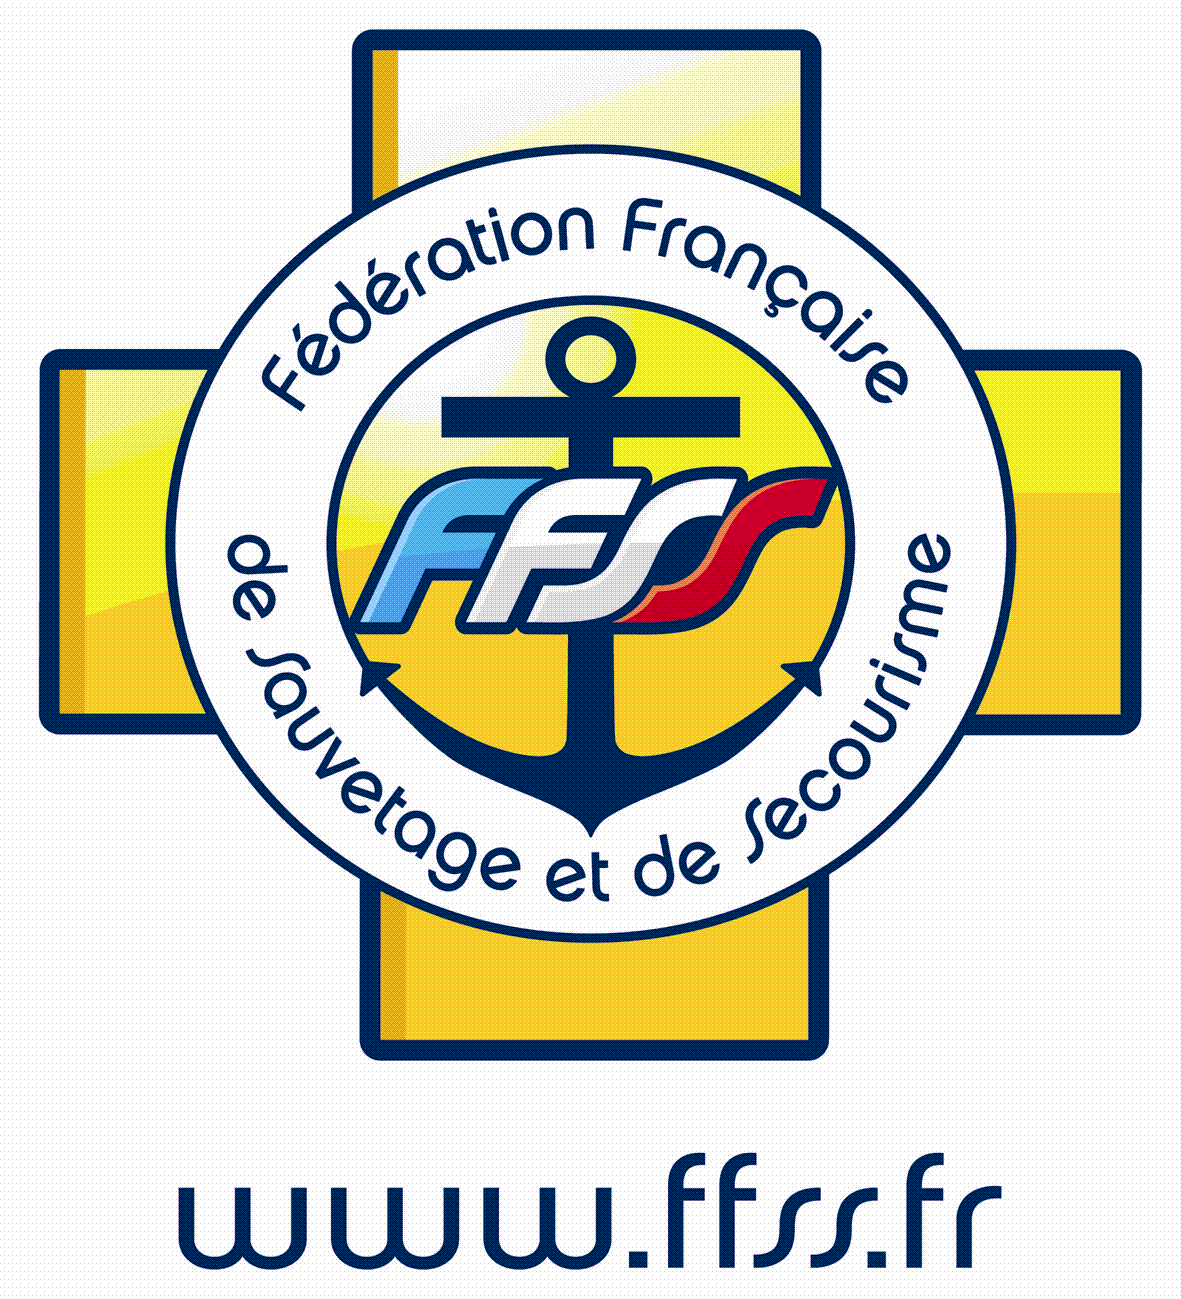 Fédération Française
de Sauvetage et de Secourisme
FFSS
www.ffss.fr